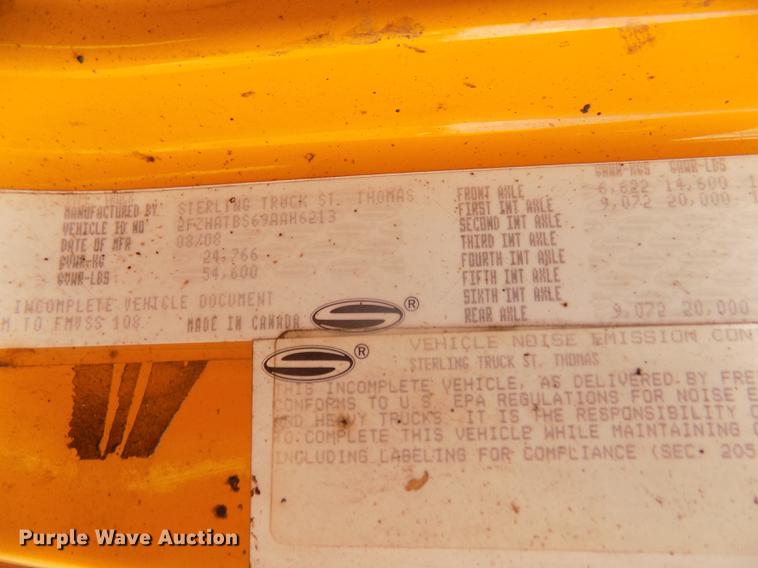 GAWR-KGS GAWR-LBS
MANUFACTURED BY STERLING TRUCK ST. THOMAS
VEHICLE ID NO 2FZHATBS69AAH6213
DATE OF MFR 08/08
GVWR-KG 24,766
GVWR-LBS 54,600
FRONT AXLE 6,622 14,600
FIRST INT AXLE 9,072 20,000
SECOND INT AXLE
THIRD INT AXLE
FOURTH INT AXLE
FIFTH INT AXLE
SIXTH INT AXLE
REAR AXLE 9,072 20,000
INCOMPLETE VEHICLE DOCUMENT
M TO FMVSS 108. MADE IN CANADA ®
® VEHICLE NOISE EMISSION CON
STERLING TRUCK ST. THOMAS
THIS INCOMPLETE VEHICLE, AS DELIVERED BY FRE
CONFORMS TO U.S. EPA REGULATIONS FOR NOISE E
AND HEAVY TRUCKS. IT IS THE RESPONSIBILITY O
TO COMPLETE THIS VEHICLE WHILE MAINTAINING C
INCLUDING LABELING FOR COMPLIANCE (SEC. 205
Purple Wave Auction